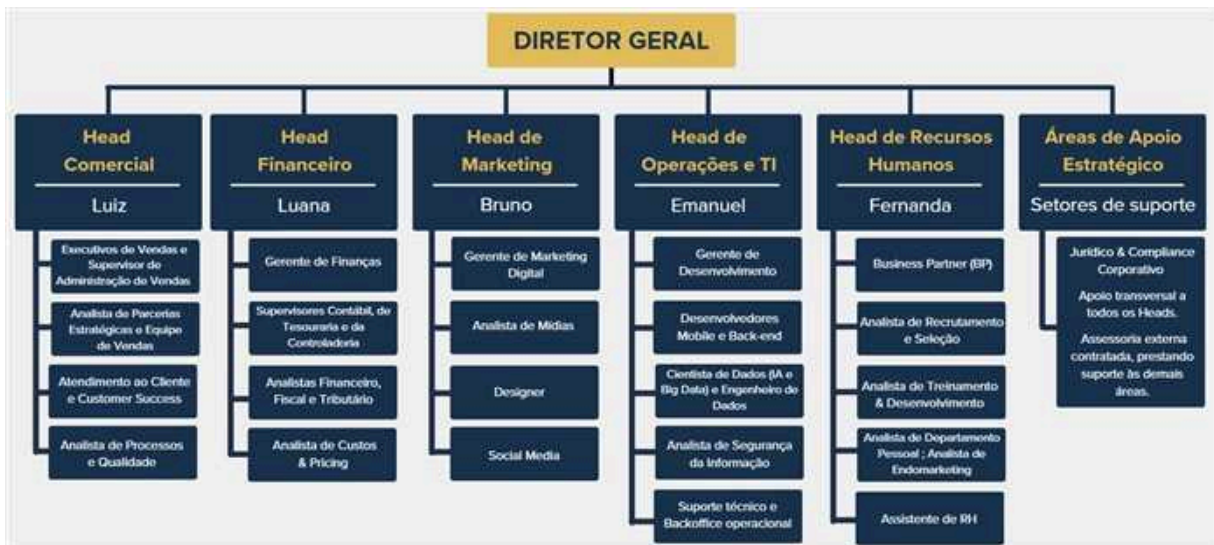 DIRETOR GERAL
Head
Comercial
Luiz
Executivos de Vendas e
Supervisor de
Administração de Vendas
Analista de Parcerias
Estratégicas e Equipe
de Vendas
Atendimento ao Cliente
e Customer Success
Analista de Processos
e Qualidade
Head
Financeiro
Luana
Gerente de Finanças
Supervisores Contábil, de
Tesouraria e da
Controladoria
Analistas Financeiro,
Fiscal e Tributário
Analista de Custos
& Pricing
Head de
Marketing
Bruno
Gerente de Marketing
Digital
Analista de Mídias
Designer
Social Media
Head de
Operações e TI
Emanuel
Gerente de
Desenvolvimento
Desenvolvedores
Mobile e Back-end
Cientista de Dados (IA e
Big Data) e Engenheiro de
Dados
Analista de Segurança
da Informação
Suporte técnico e
Backoffice operacional
Head de Recursos
Humanos
Fernanda
Business Partner (BP)
Analista de Recrutamento
e Seleção
Analista de Treinamento
& Desenvolvimento
Analista de Departamento
Pessoal ; Analista de
Endomarketing
Assistente de RH
Áreas de Apoio
Estratégico
Setores de suporte
Jurídico & Compliance
Corporativo
Apoio transversal a
todos os Heads.
Assessoria externa
contratada, prestando
suporte às demais
áreas.